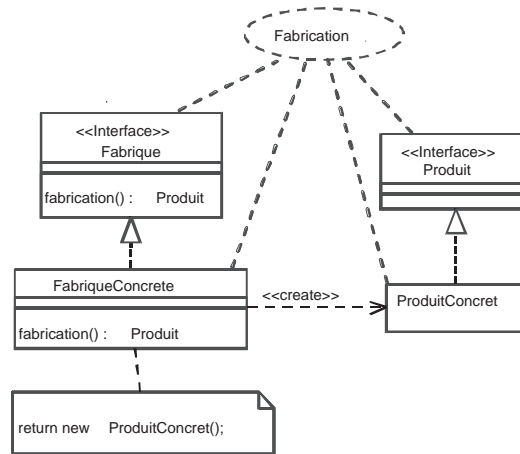 Fabrication
<<Interface>>
Fabrique
fabrication() : Produit
<<Interface>>
Produit
FabriqueConcrete
fabrication() : Produit
<<create>>
ProduitConcret
return new ProduitConcret();